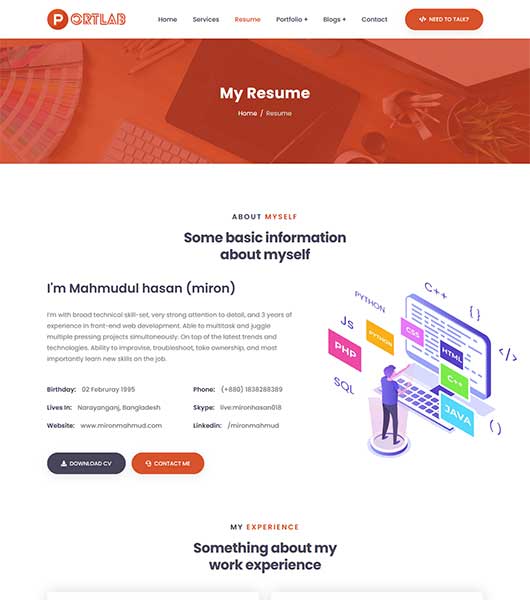 PORTLAB
Home Services Resume Portfolio + Blogs + Contact </> NEED TO TALK?
My Resume
Home / Resume
ABOUT MYSELF
Some basic information
about myself
I'm Mahmudul hasan (miron)
I'm with broad technical skill-set, very strong attention to detail, and 3 years of
experience in front-end web development. Able to multitask and juggle
multiple pressing projects simultaneously. On top of the latest trends and
technologies. Ability to improvise, troubleshoot, take ownership, and most
importantly learn new skills on the job.
Birthday: 02 Februray 1995 Phone: (+880) 1838288389
Lives In: Narayanganj, Bangladesh Skype: live:mironhasan018
Website: www.mironmahmud.com Linkedin: /mironmahmud
DOWNLOAD CV CONTACT ME
C++
PYTHON
{}
JS
CSS
PYTHON
PHP
HTML
</>
C++
SQL
JAVA
()
MY EXPERIENCE
Something about my
work experience